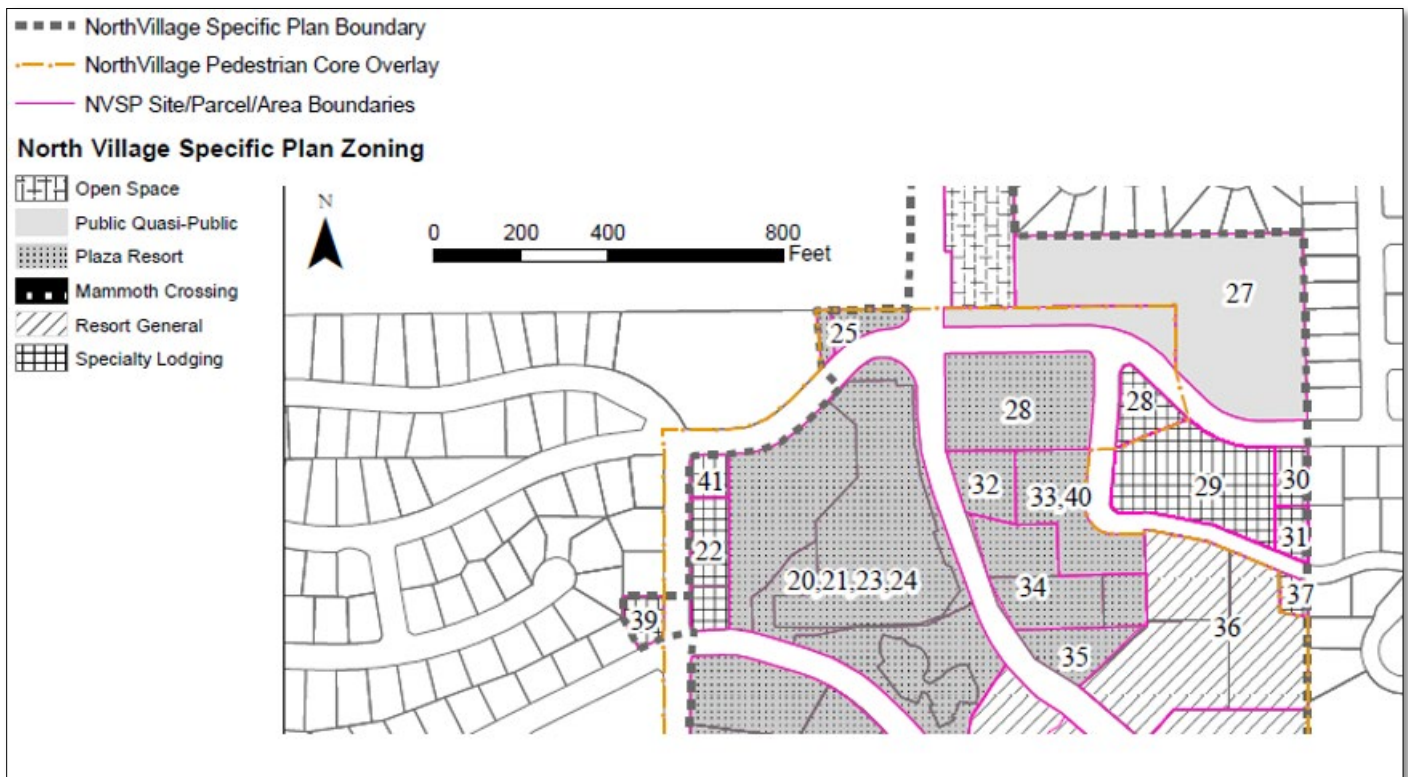 NorthVillage Specific Plan Boundary
NorthVillage Pedestrian Core Overlay
NVSP Site/Parcel/Area Boundaries
North Village Specific Plan Zoning
Open Space
Public Quasi-Public
Plaza Resort
Mammoth Crossing
Resort General
Specialty Lodging
N
0 200 400 800
Feet
27
25
28
28
41
32
33,40
29
30
31
22
20,21,23,24
34
37
39
36
35